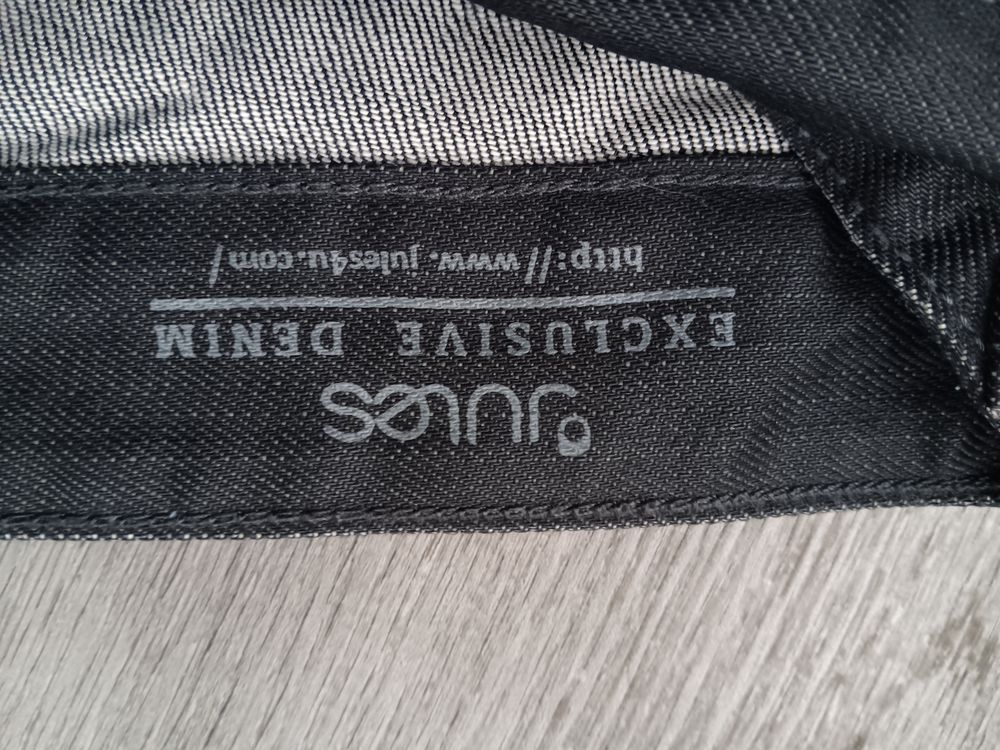 jules
EXCLUSIVE DENIM
http://www.jules4u.com/